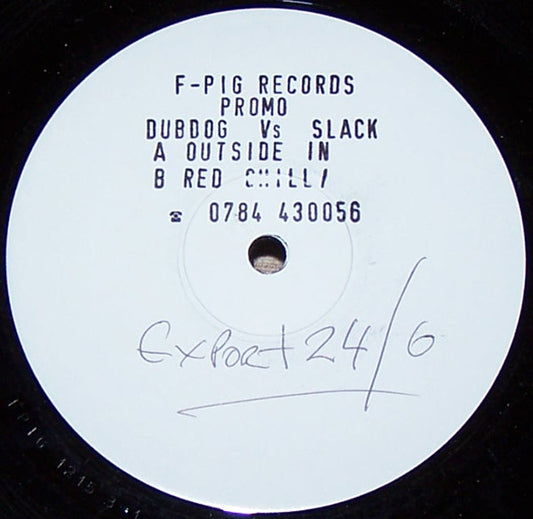 F-PIG RECORDS
PROMO
DUBDOG Vs SLACK
A OUTSIDE IN
B RED CHILLI
☎ 0784 430056
Export 24/6